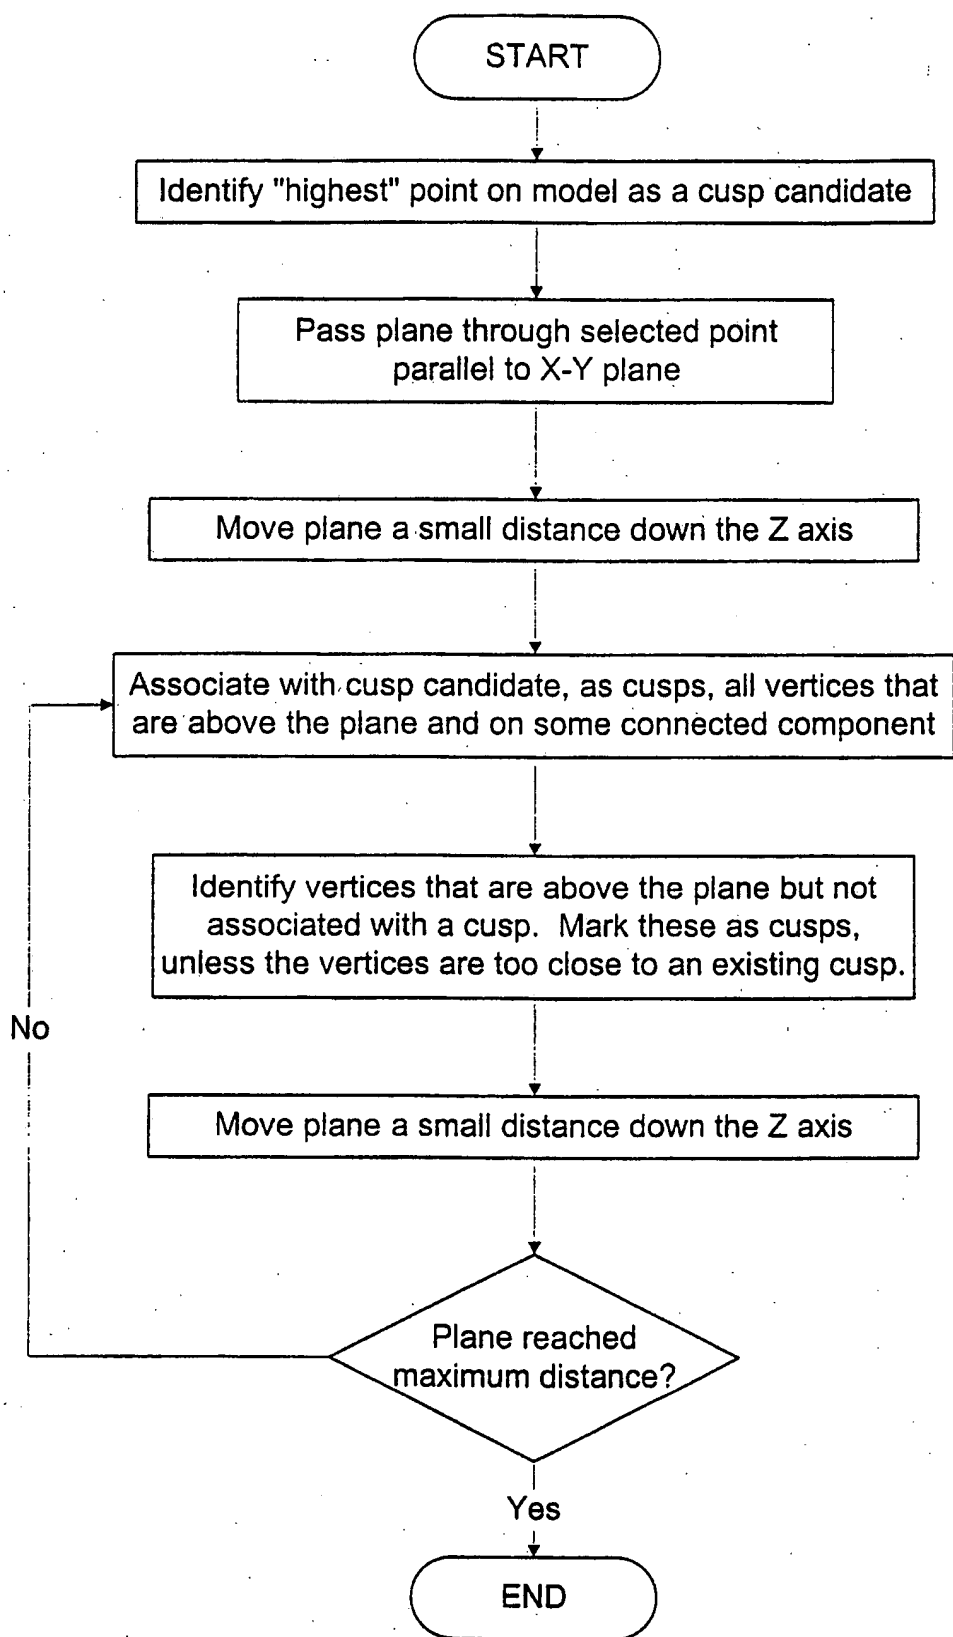 START
Identify "highest" point on model as a cusp candidate
Pass plane through selected point
parallel to X-Y plane
Move plane a small distance down the Z axis
Associate with cusp candidate, as cusps, all vertices that
are above the plane and on some connected component
Identify vertices that are above the plane but not
associated with a cusp. Mark these as cusps,
unless the vertices are too close to an existing cusp.
No
Move plane a small distance down the Z axis
Plane reached
maximum distance?
Yes
END